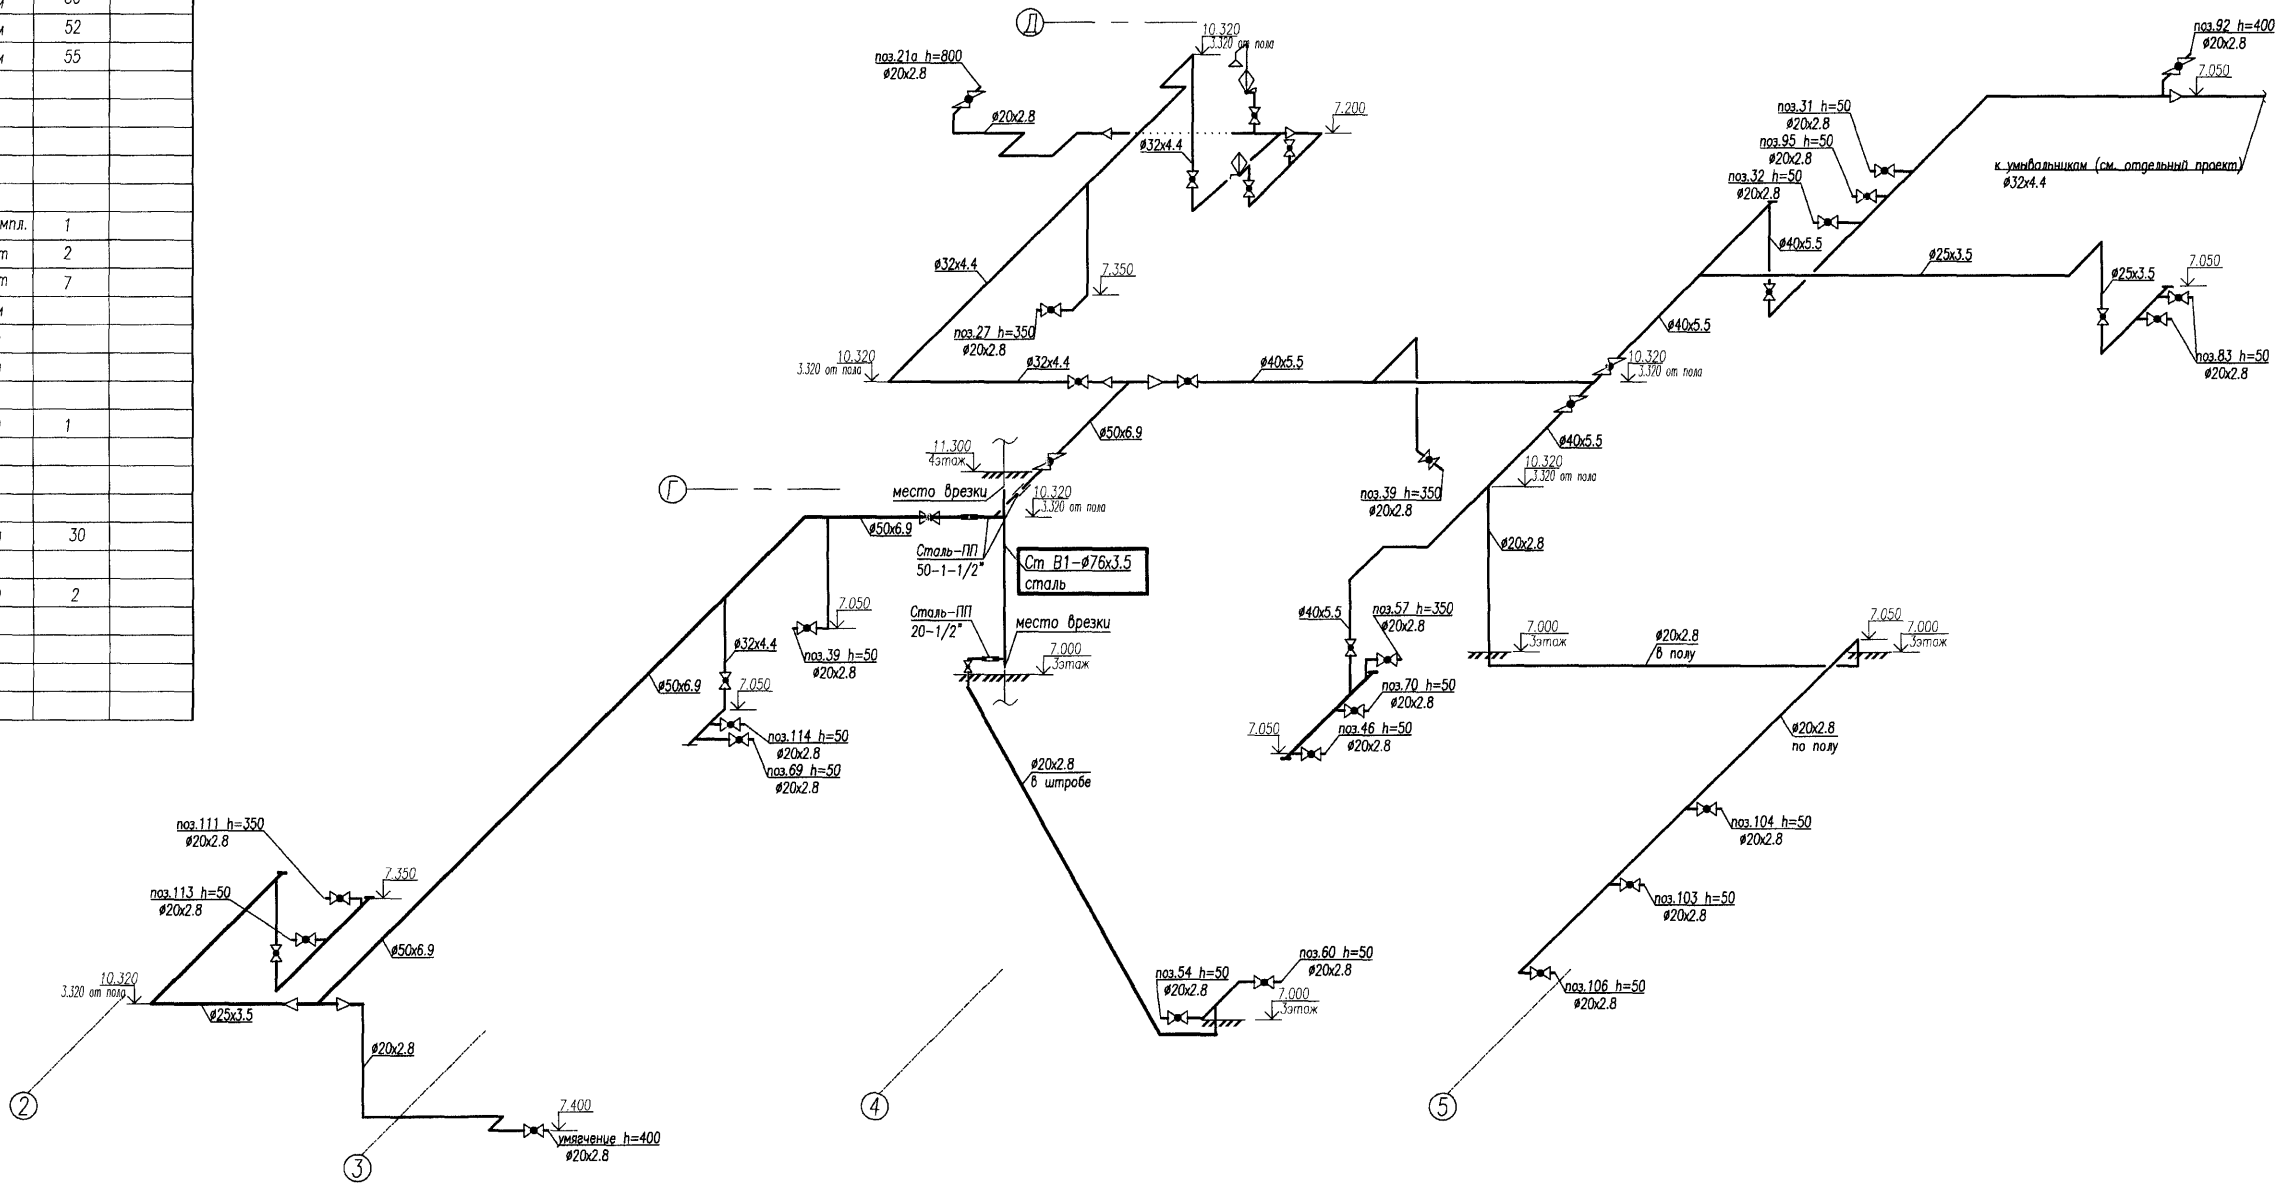 52
55
мпл. 1
т 2
т 7
1
30
2
Д
10.320
3.320 от пола
поз.21а h=800
ø20x2.8
ø20x2.8
7.200
ø32x4.4
ø32x4.4
7.350
поз.27 h=350
ø20x2.8
10.320
3.320 от пола
ø32x4.4
ø40x5.5
ø50x6.9
поз.92 h=400
ø20x2.8
7.050
поз.31 h=50
ø20x2.8
поз.95 h=50
ø20x2.8
поз.32 h=50
ø20x2.8
к умывальникам (см. отдельный проект)
ø32x4.4
ø40x5.5
ø25x3.5
ø25x3.5
7.050
поз.83 h=50
ø20x2.8
ø40x5.5
10.320
3.320 от пола
ø40x5.5
10.320
3.320 от пола
поз.39 h=350
ø20x2.8
ø20x2.8
Г
11.300
4этаж
место врезки
10.320
3.320 от пола
ø50x6.9
Сталь-ПП
50-1-1/2"
Ст В1-ø76x3.5
сталь
Сталь-ПП
20-1/2"
место врезки
7.000
3этаж
7.050
поз.39 h=50
ø20x2.8
ø32x4.4
7.050
ø50x6.9
поз.114 h=50
ø20x2.8
поз.69 h=50
ø20x2.8
ø40x5.5
поз.57 h=350
ø20x2.8
поз.70 h=50
ø20x2.8
7.050
поз.46 h=50
ø20x2.8
7.000
3этаж
ø20x2.8
в полу
7.050
7.000
3этаж
ø20x2.8
по полу
ø20x2.8
в штробе
поз.104 h=50
ø20x2.8
поз.103 h=50
ø20x2.8
поз.106 h=50
ø20x2.8
поз.111 h=350
ø20x2.8
7.350
поз.113 h=50
ø20x2.8
ø50x6.9
10.320
3.320 от пола
ø25x3.5
ø20x2.8
поз.54 h=50
ø20x2.8
поз.60 h=50
ø20x2.8
7.000
3этаж
7.400
умягчение h=400
ø20x2.8
2
3
4
5